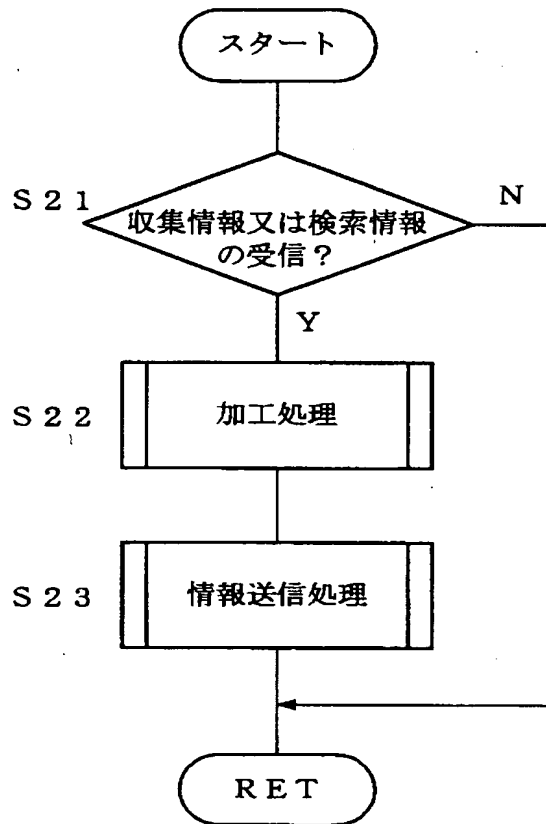 スタート
S21
収集情報又は検索情報
の受信?
N
Y
S22
加工処理
S23
情報送信処理
RET